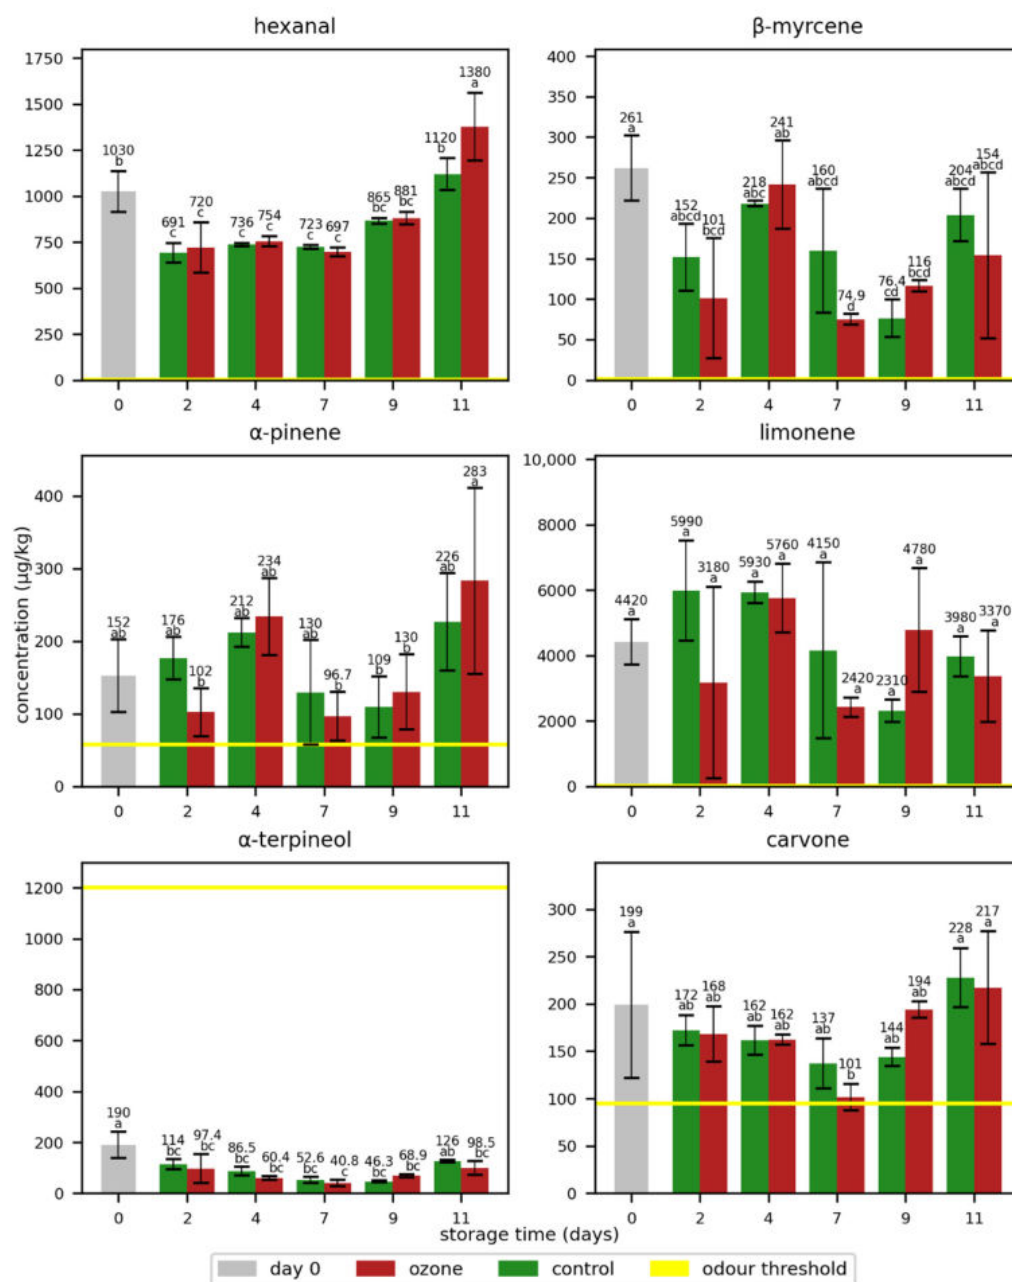 hexanal
1750
1500
1250
1000
750
500
250
0
1030
b
691
c
720
c
736
c
754
c
723
c
697
c
865
bc
881
bc
1120
b
1380
a
0 2 4 7 9 11
β-myrcene
400
350
300
250
200
150
100
50
0
261
a
152
abcd
101
bcd
218
abc
241
ab
160
abcd
74.9
d
76.4
cd
116
bcd
204
abcd
154
abcd
0 2 4 7 9 11
α-pinene
concentration (µg/kg)
400
300
200
100
0
152
ab
176
ab
102
b
212
ab
234
ab
130
ab
96.7
b
109
b
130
b
226
ab
283
a
0 2 4 7 9 11
limonene
10,000
8000
6000
4000
2000
0
4420
a
5990
a
3180
a
5930
a
5760
a
4150
a
2420
a
2310
a
4780
a
3980
a
3370
a
0 2 4 7 9 11
α-terpineol
1200
1000
800
600
400
200
0
190
a
114
bc
97.4
bc
86.5
bc
60.4
bc
52.6
bc
40.8
c
46.3
bc
68.9
bc
126
ab
98.5
bc
0 2 4 7 9 11
carvone
300
250
200
150
100
50
0
199
a
172
ab
168
ab
162
ab
162
ab
137
ab
101
b
144
ab
194
ab
228
a
217
a
0 2 4 7 9 11
storage time (days)
day 0 ozone control odour threshold